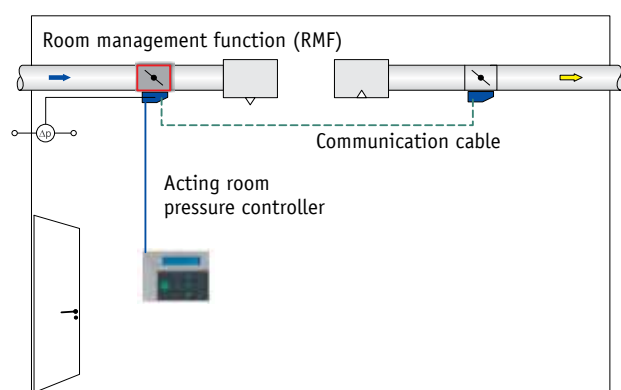 Room management function (RMF)
Δp
Communication cable
Acting room
pressure controller